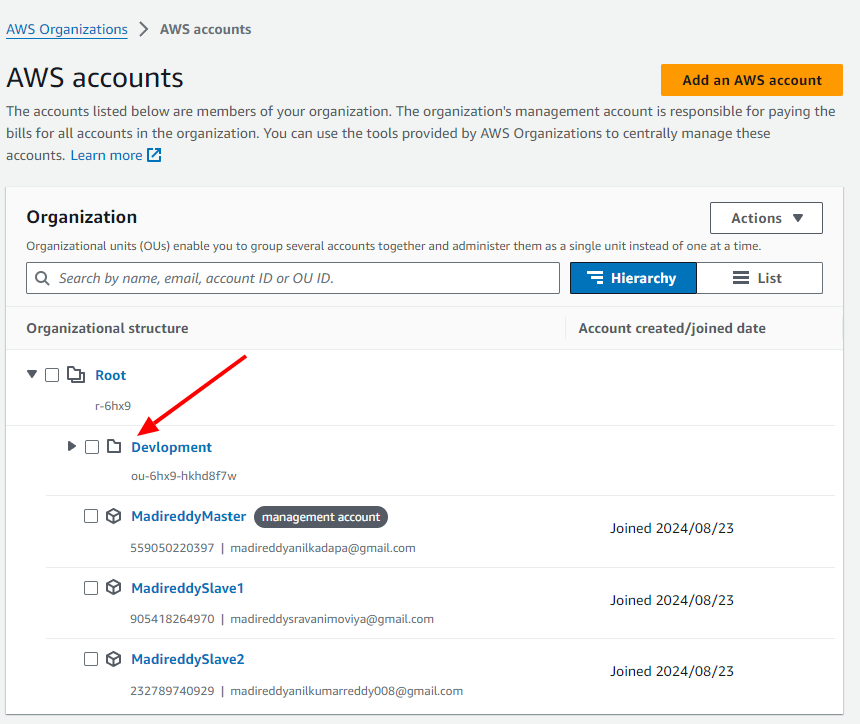 AWS Organizations > AWS accounts
AWS accounts
Add an AWS account
The accounts listed below are members of your organization. The organization's management account is responsible for paying the
bills for all accounts in the organization. You can use the tools provided by AWS Organizations to centrally manage these
accounts. Learn more
Organization
Actions
Organizational units (OUs) enable you to group several accounts together and administer them as a single unit instead of one at a time.
Search by name, email, account ID or OU ID.
Hierarchy
List
Organizational structure
Account created/joined date
Root
r-6hx9
Devlopment
ou-6hx9-hkhd8f7w
MadireddyMaster management account
Joined 2024/08/23
559050220397 | madireddyanilkadapa@gmail.com
MadireddySlave1
Joined 2024/08/23
905418264970 | madireddysravanimoviya@gmail.com
MadireddySlave2
Joined 2024/08/23
232789740929 | madireddyanilkumarreddy008@gmail.com